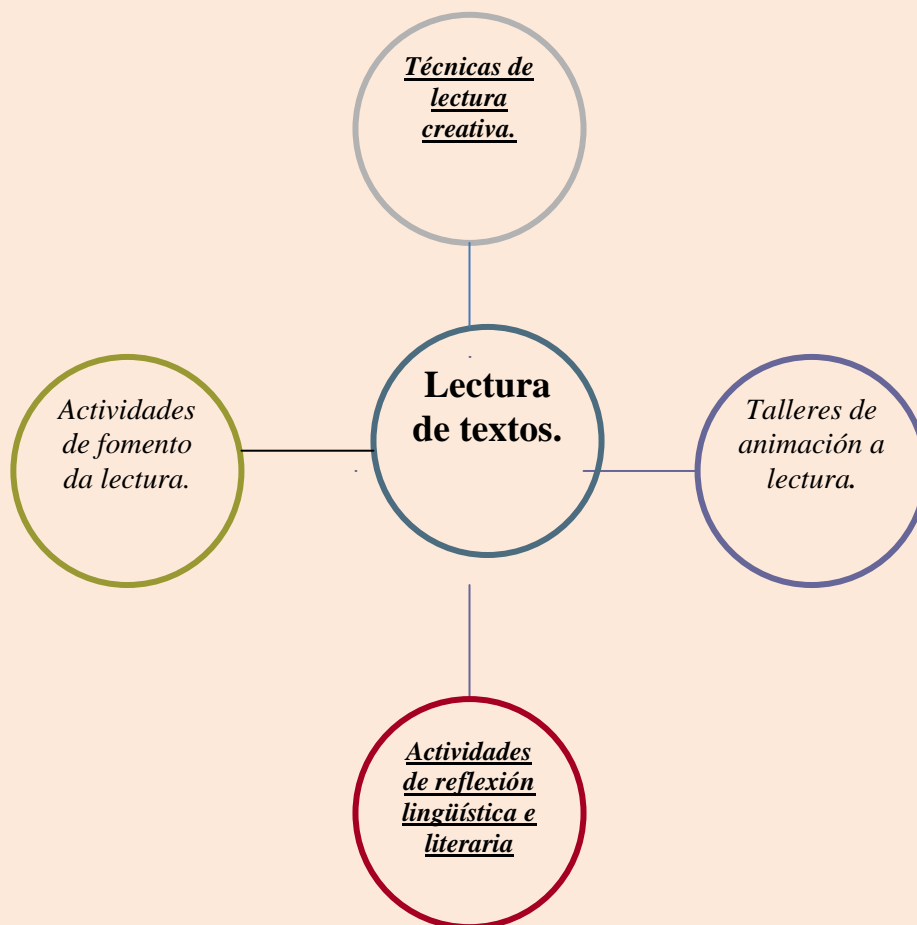 Técnicas de
lectura
creativa.
Lectura
de textos.
Actividades
de fomento
da lectura.
Talleres de
animación a
lectura.
Actividades
de reflexión
lingüística e
literaria